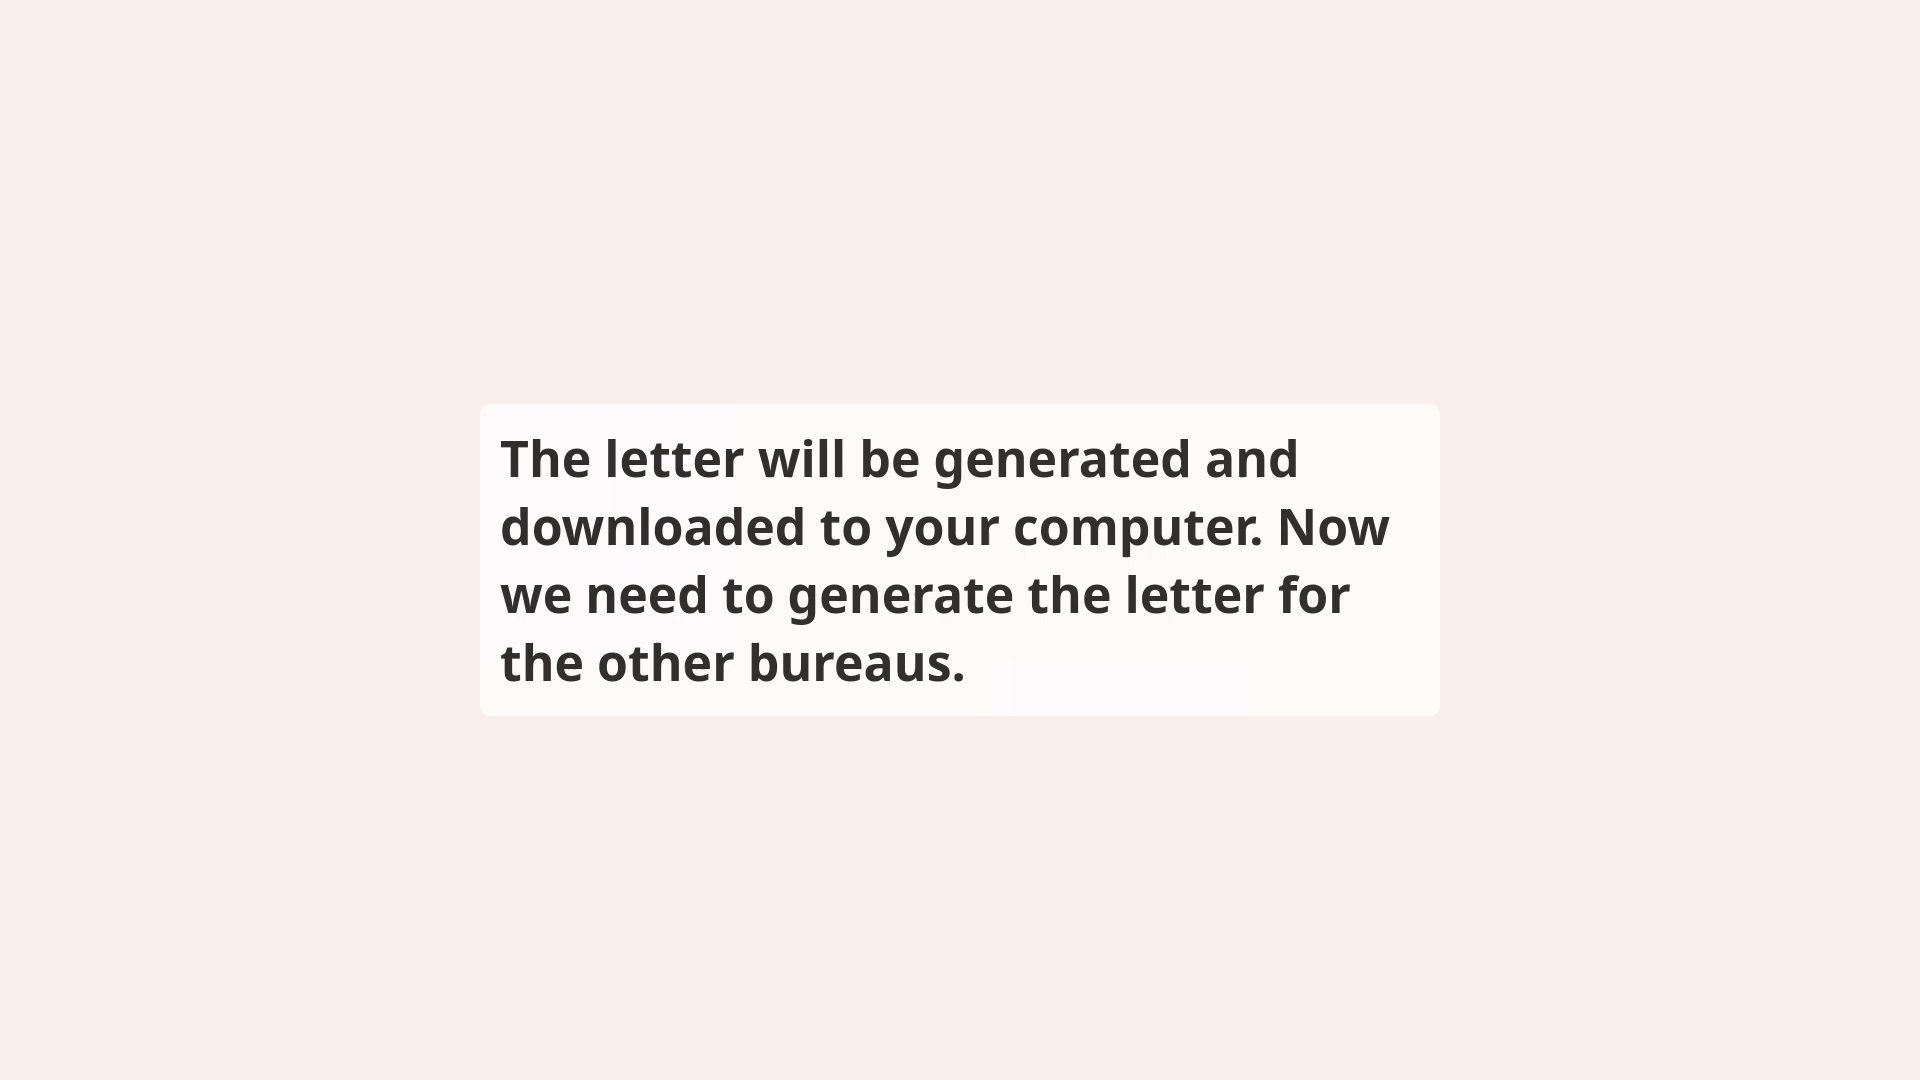 The letter will be generated and
downloaded to your computer. Now
we need to generate the letter for
the other bureaus.